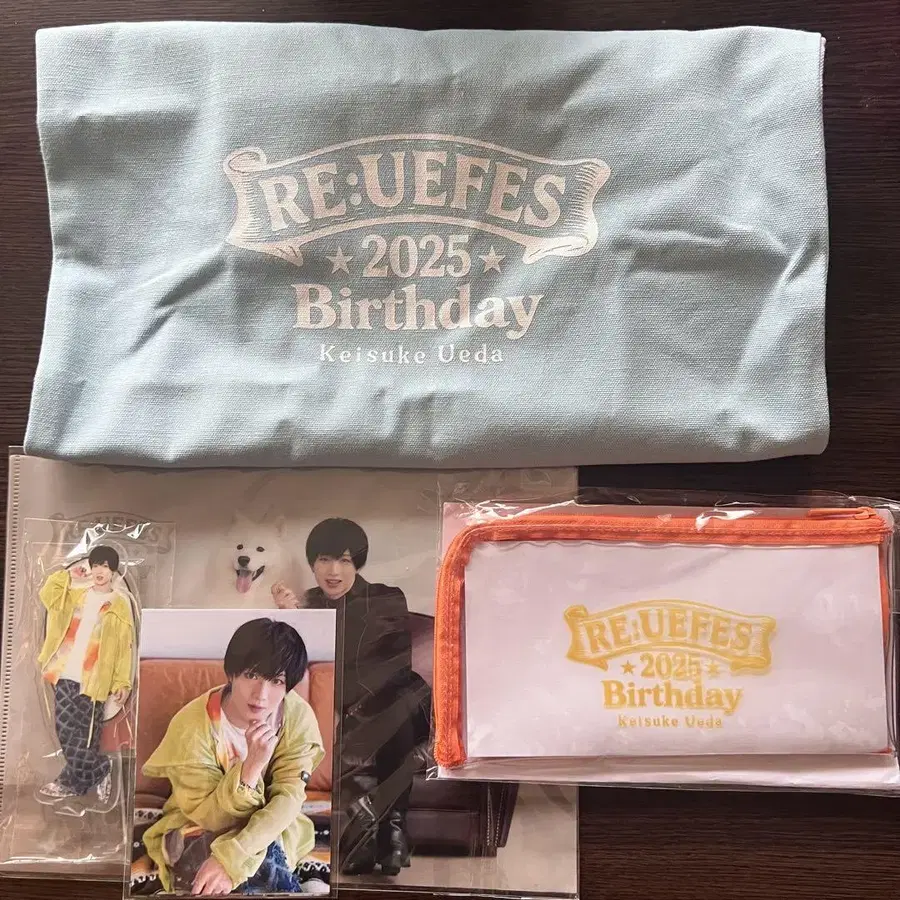 RE:UEFES
★ 2025 ★
Birthday
Keisuke Ueda
RE:UEFES
★ 2025 ★
Birthday
Keisuke Ueda